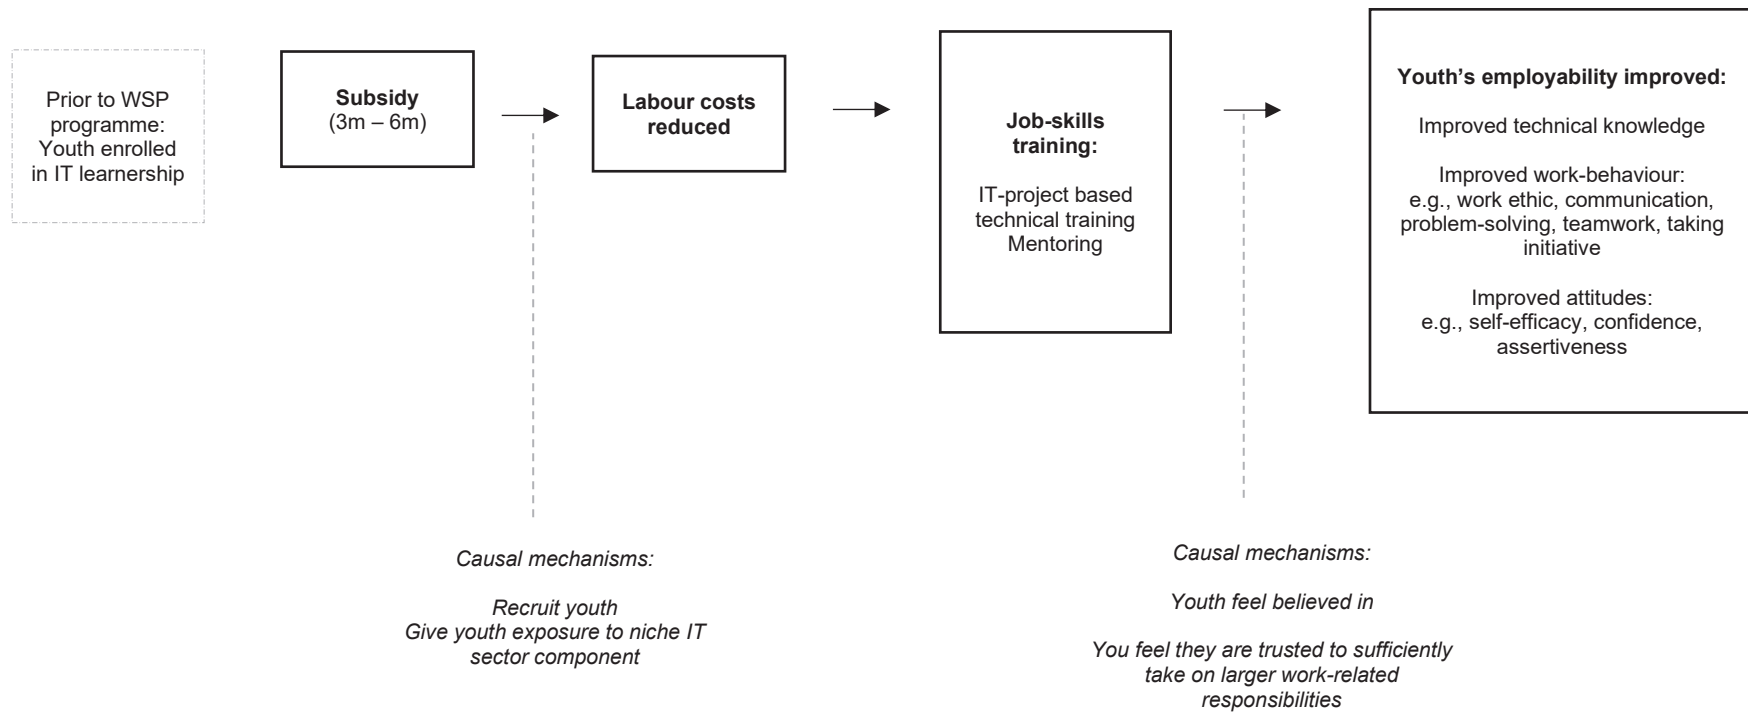 Prior to WSP
programme:
Youth enrolled
in IT learnership
Subsidy
(3m – 6m)
Labour costs
reduced
Job-skills
training:
IT-project based
technical training
Mentoring
Youth’s employability improved:
Improved technical knowledge
Improved work-behaviour:
e.g., work ethic, communication,
problem-solving, teamwork, taking
initiative
Improved attitudes:
e.g., self-efficacy, confidence,
assertiveness
Causal mechanisms:
Recruit youth
Give youth exposure to niche IT
sector component
Causal mechanisms:
Youth feel believed in
You feel they are trusted to sufficiently
take on larger work-related
responsibilities